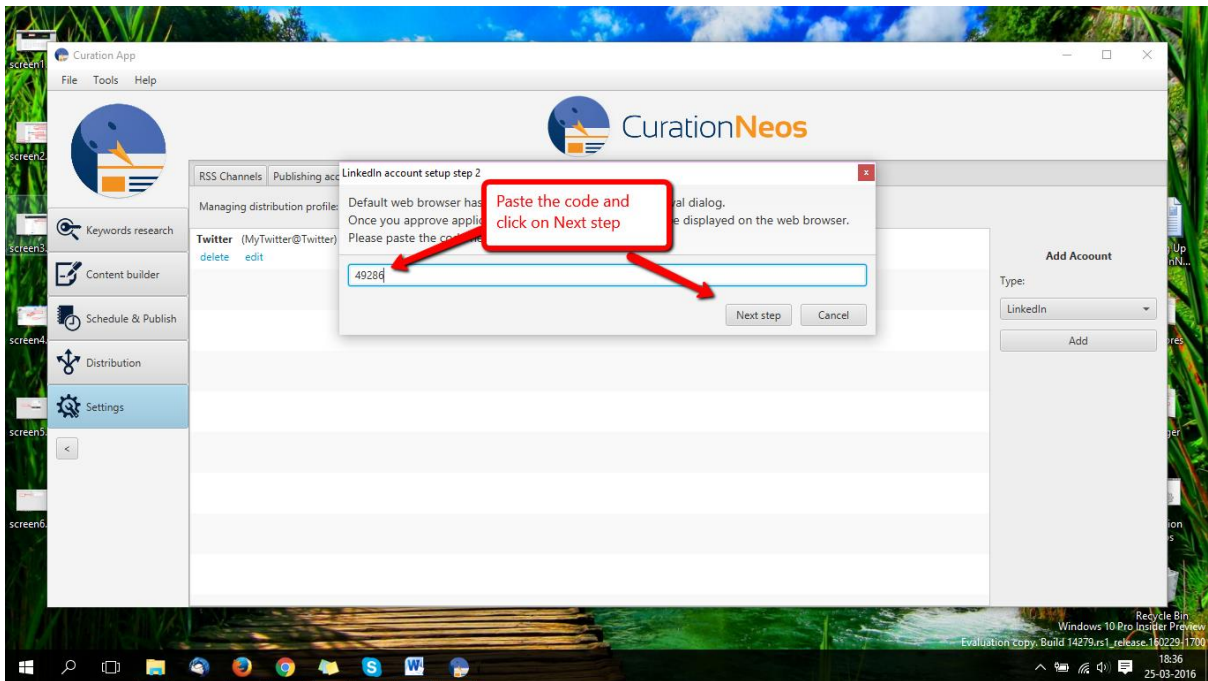 screen1
Curation App
File Tools Help
CurationNeos
screen2.
RSS Channels Publishing acc
LinkedIn account setup step 2
x
Managing distribution profile:
Default web browser has
val dialog.
Once you approve appli
e displayed on the web browser.
Please paste the code
Paste the code and
click on Next step
Keywords research
screen3.
Twitter (MyTwitter@Twitter)
delete edit
49286
Next step Cancel
Add Acoount
Type:
LinkedIn
Add
Up
nN...
Content builder
Schedule & Publish
screen4.
Distribution
Settings
screen5.
<
screen6.
Recycle Bin
Windows 10 Pro Insider Preview
Evaluation copy. Build 14279.rs1_release.160229-1700
18:36
25-03-2016